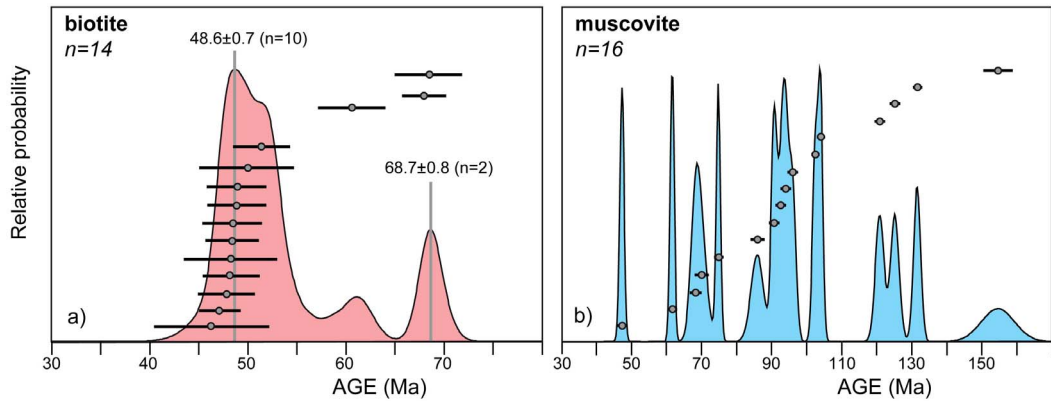 Relative probability
biotite
n=14
48.6±0.7 (n=10)
68.7±0.8 (n=2)
a)
30 40 50 60 70
AGE (Ma)
muscovite
n=16
b)
30 50 70 90 110 130 150
AGE (Ma)